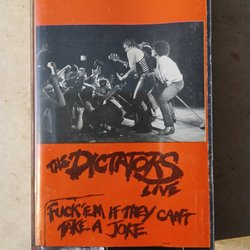 THE DICTATORS
LIVE
FUCK 'EM IF THEY CAN'T
TAKE A JOKE